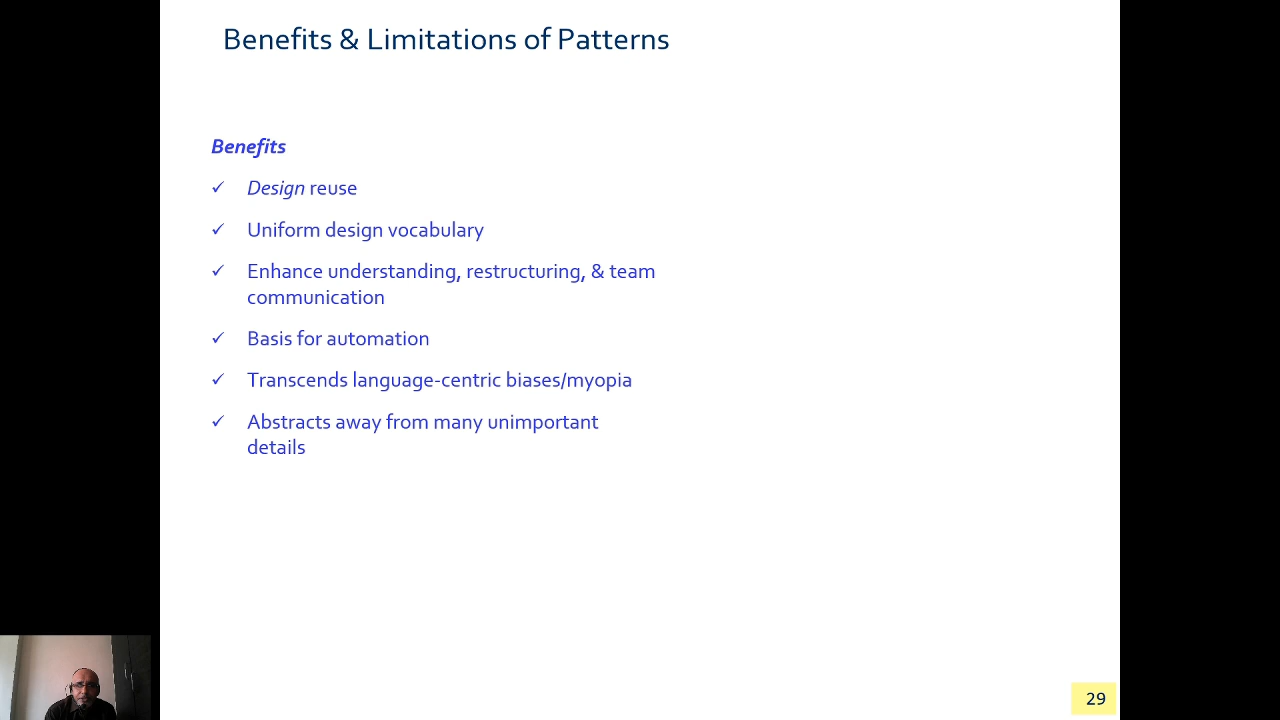 Benefits & Limitations of Patterns
Benefits
✓ Design reuse
✓ Uniform design vocabulary
✓ Enhance understanding, restructuring, & team
communication
✓ Basis for automation
✓ Transcends language-centric biases/myopia
✓ Abstracts away from many unimportant
details
29